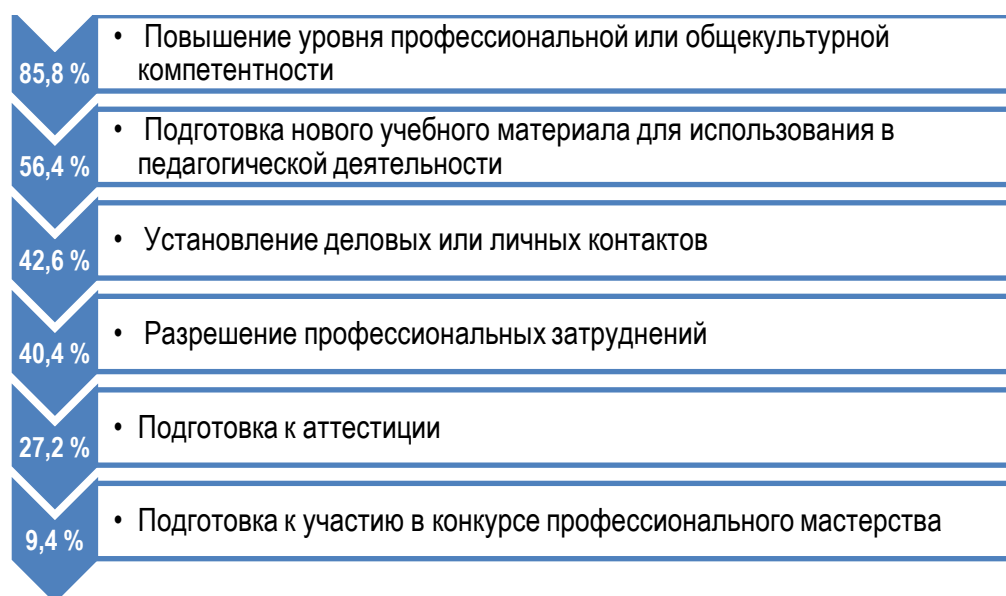 85,8 %
• Повышение уровня профессиональной или общекультурной
компетентности
56,4 %
• Подготовка нового учебного материала для использования в
педагогической деятельности
42,6 %
• Установление деловых или личных контактов
40,4 %
• Разрешение профессиональных затруднений
27,2 %
• Подготовка к аттестиции
9,4 %
• Подготовка к участию в конкурсе профессионального мастерства